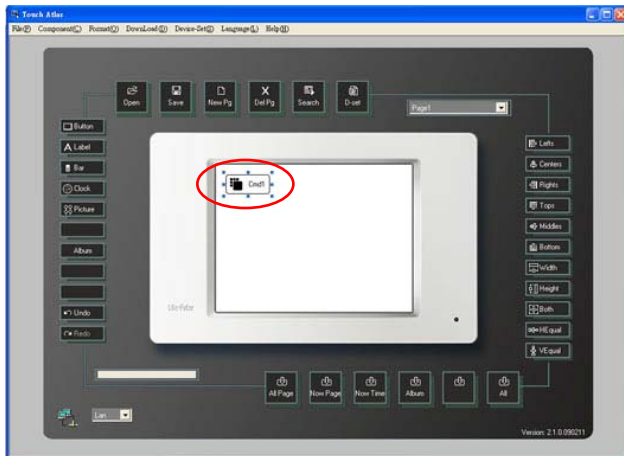 Touch Atlas
File(F) Component(C) Format(O) DownLoad(D) Device-Set(D) Language(L) Help(H)
Open Save New Pg Del Pg Search D-set
Page1
Button
Label
Bar
Clock
Picture
Album
Undo
Redo
Cmd1
Lefts
Centers
Rights
Tops
Middles
Bottom
Width
Height
Both
HEqual
VEqual
All Page Now Page Now Time Album All
Lan
Version: 2.1.0.090211